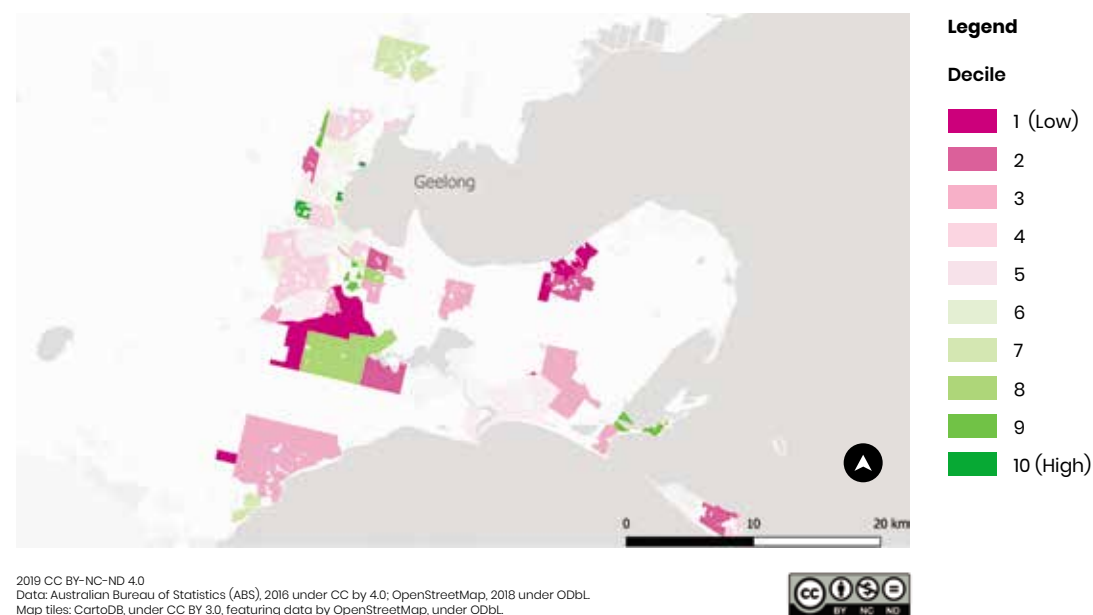 Legend
Decile
1 (Low)
2
3
4
5
6
7
8
9
10 (High)
Geelong
0 10 20 km
2019 CC BY-NC-ND 4.0
Data: Australian Bureau of Statistics (ABS), 2016 under CC by 4.0; OpenStreetMap, 2018 under ODbL.
Map tiles: CartoDB, under CC BY 3.0, featuring data by OpenStreetMap, under ODbL.
cc
BY NC ND